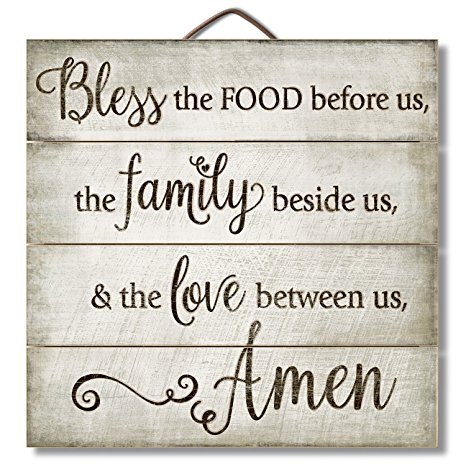 Bless the FOOD before us,
the family beside us,
& the love between us,
Amen